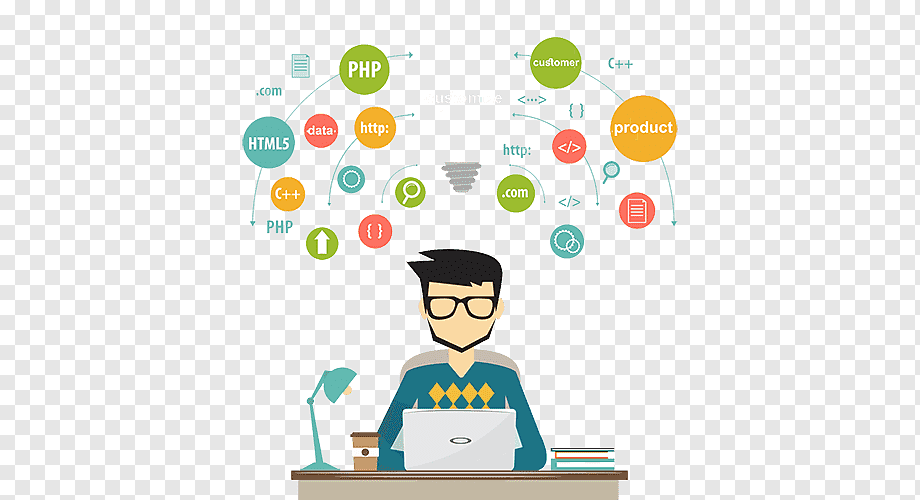 PHP
customer
C++
.com
<···>
{ }
data
http:
product
HTML5
</>
http:
C++
.com
</>
PHP
{ }